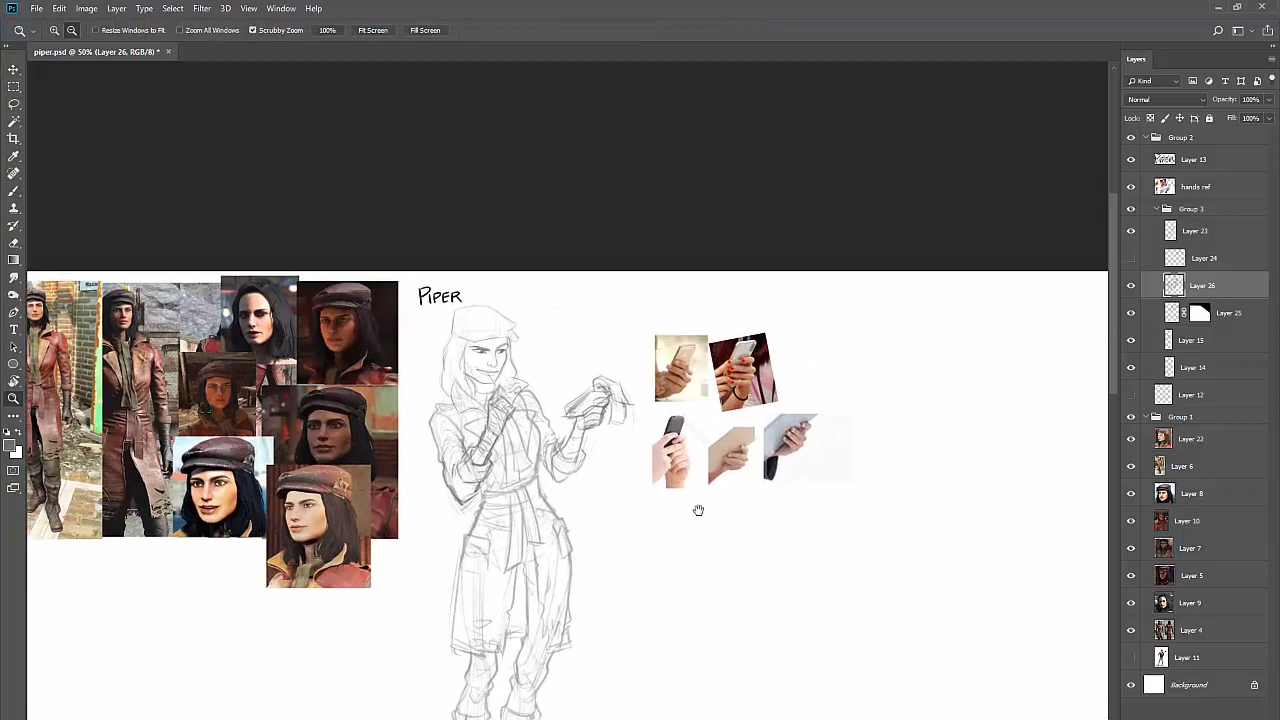 File Edit Image Layer Type Select Filter 3D View Window Help
Resize Windows to Fit Zoom All Windows Scrubby Zoom 100% Fit Screen Fill Screen
piper.psd @ 50% (Layer 26, RGB/8) *
Layers
Kind
Normal Opacity: 100%
Lock: Fill: 100%
Group 2
Layer 13
hands ref
Group 3
Layer 23
Layer 24
Layer 26
Layer 25
Layer 15
Layer 14
Layer 12
Group 1
Layer 22
Layer 6
Layer 8
Layer 10
Layer 7
Layer 5
Layer 9
Layer 4
Layer 11
Background
PIPER